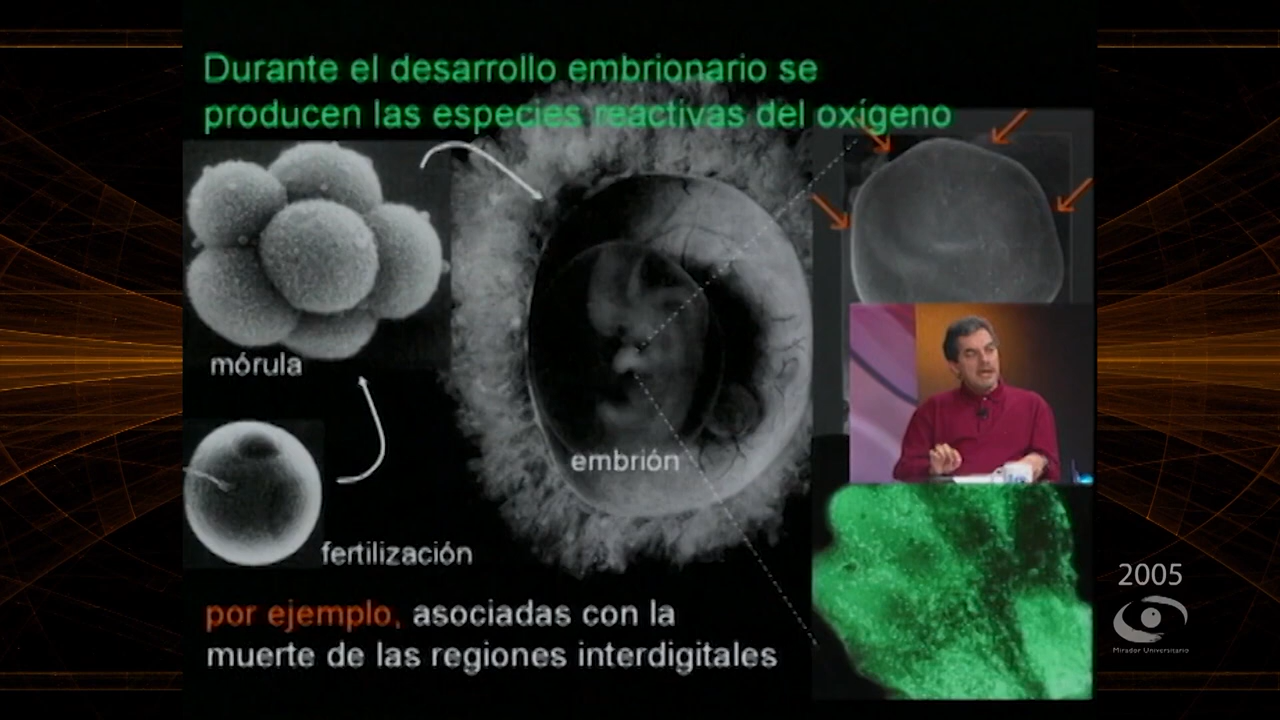 Durante el desarrollo embrionario se
producen las especies reactivas del oxígeno
mórula
embrión
fertilización
por ejemplo, asociadas con la
muerte de las regiones interdigitales
2005
Mirador Universitario